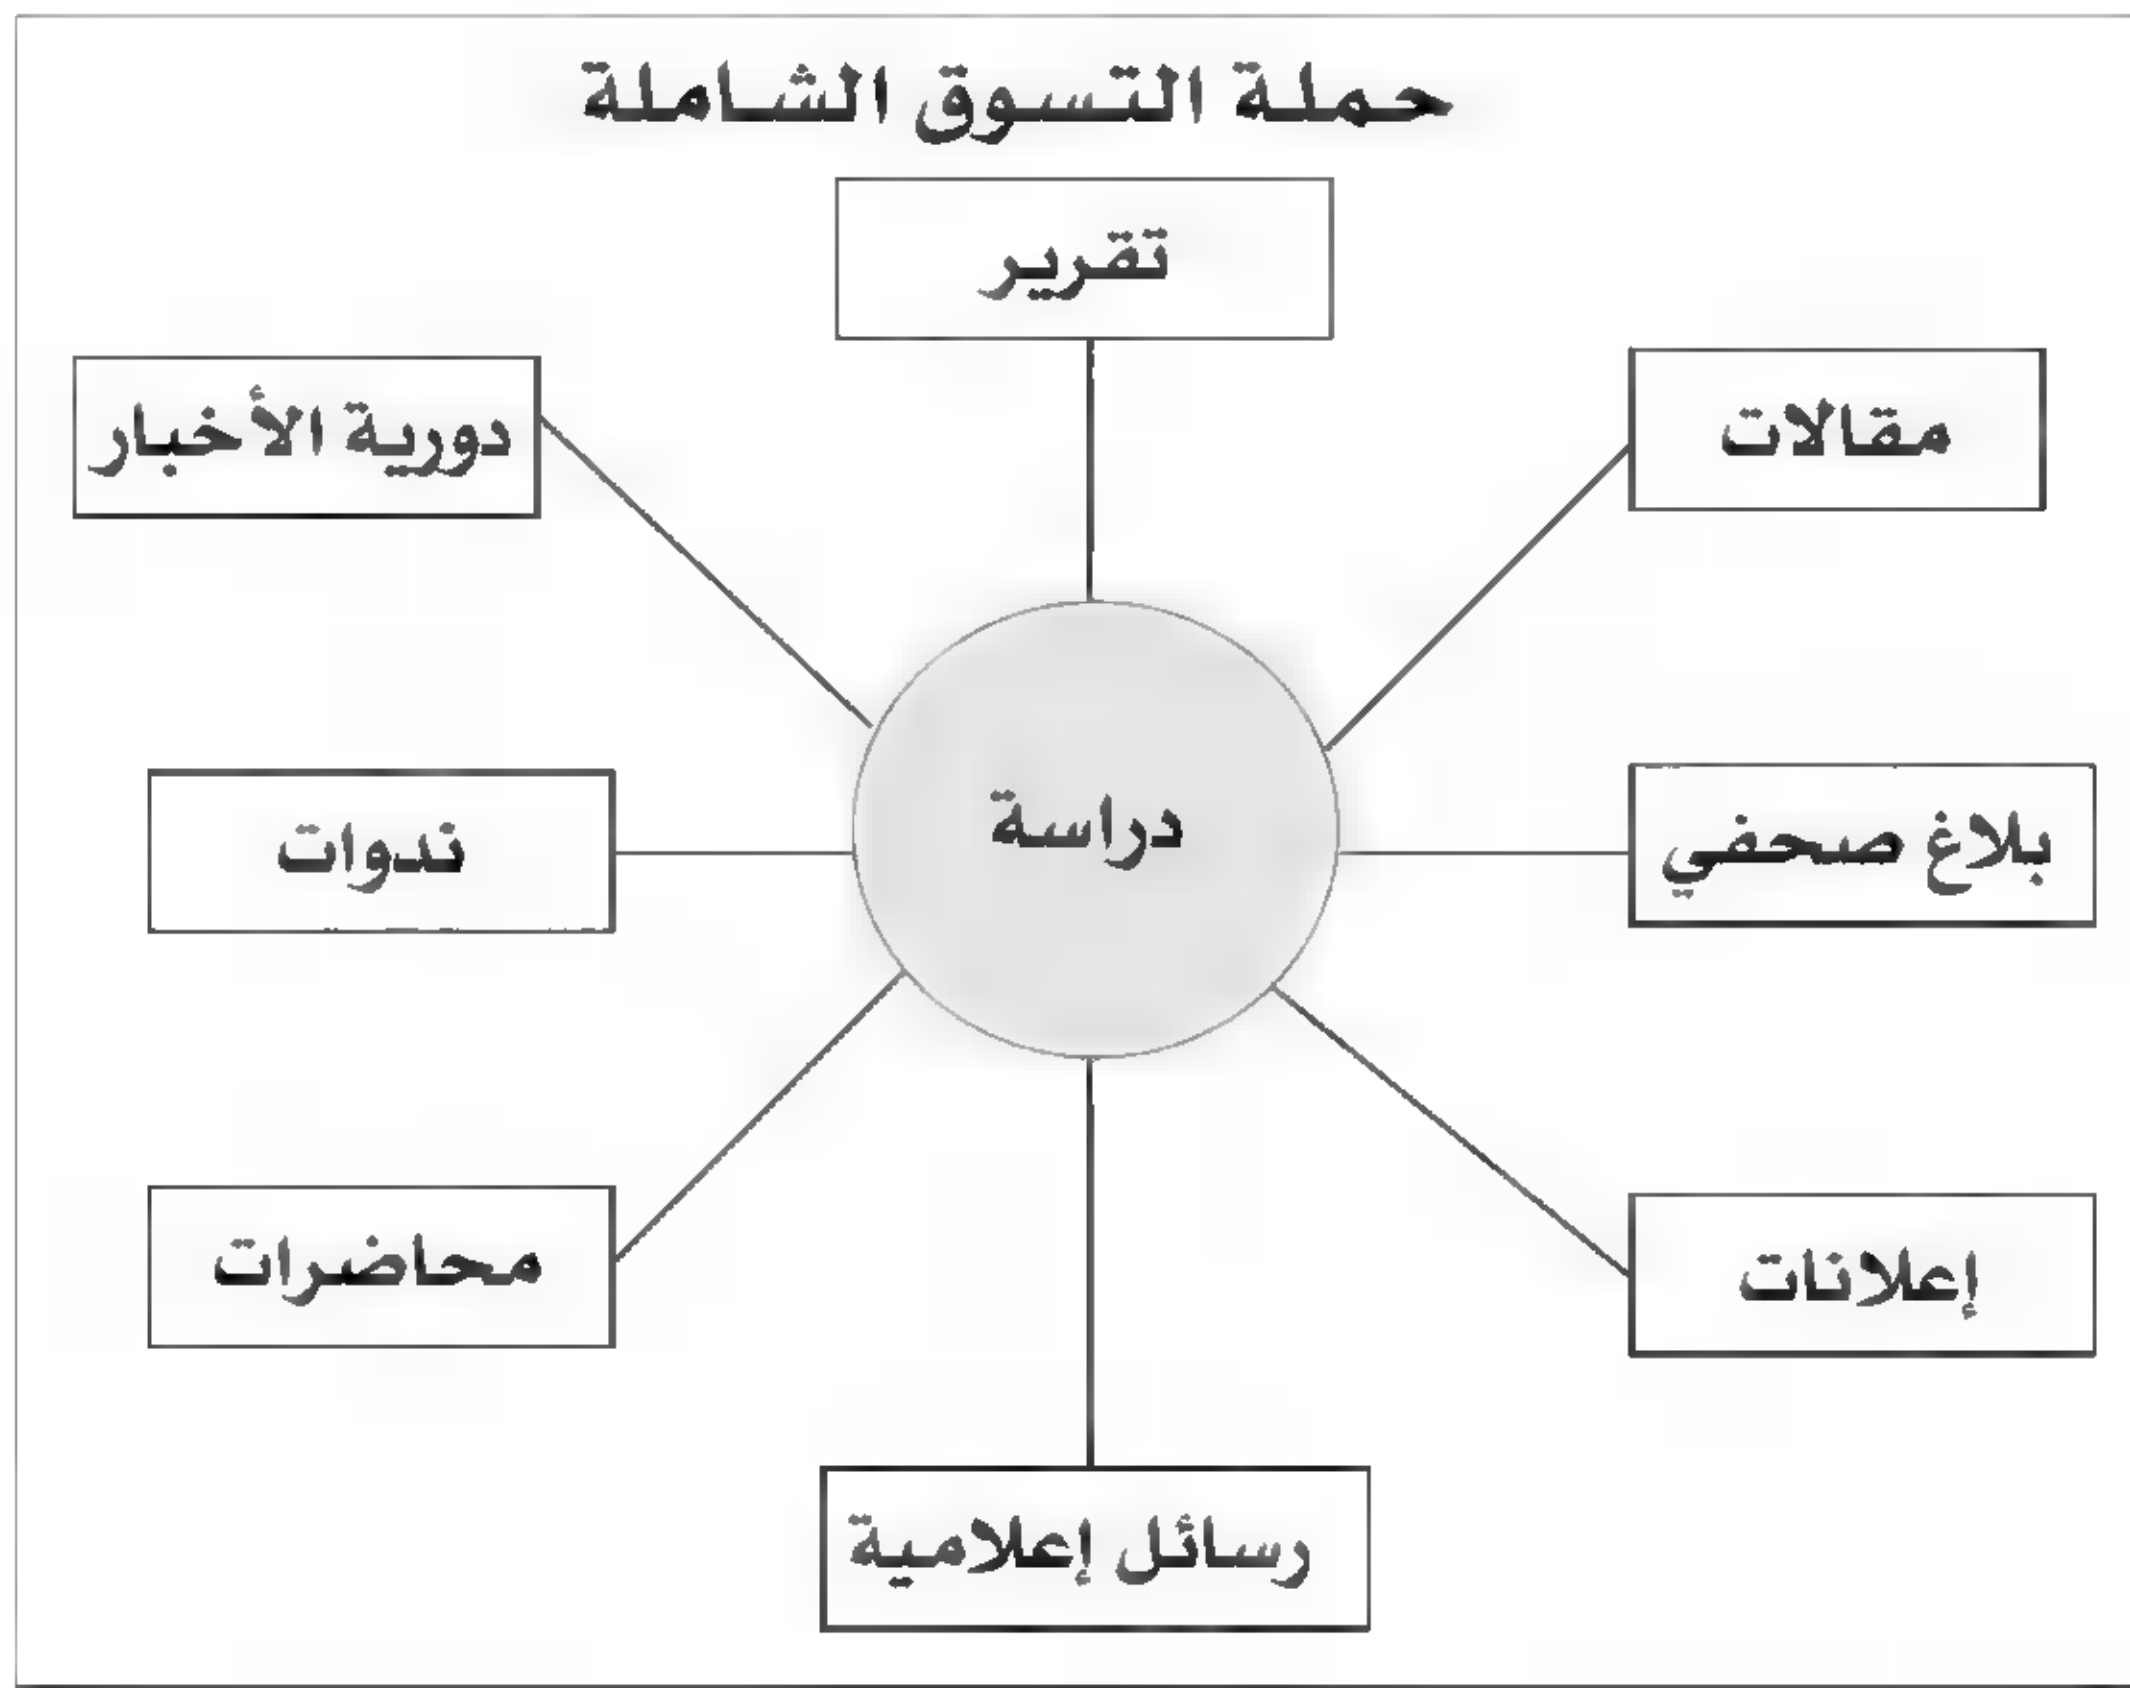 حملة التسوق الشاملة
تقرير
مقالات
دورية الأخبار
دراسة
بلاغ صحفي
ندوات
إعلانات
محاضرات
رسائل إعلامية